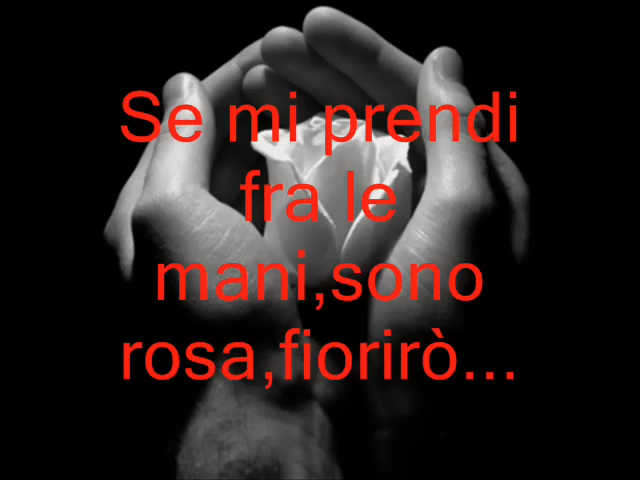 Se mi prendi
fra le
mani,sono
rosa,fiorirò...